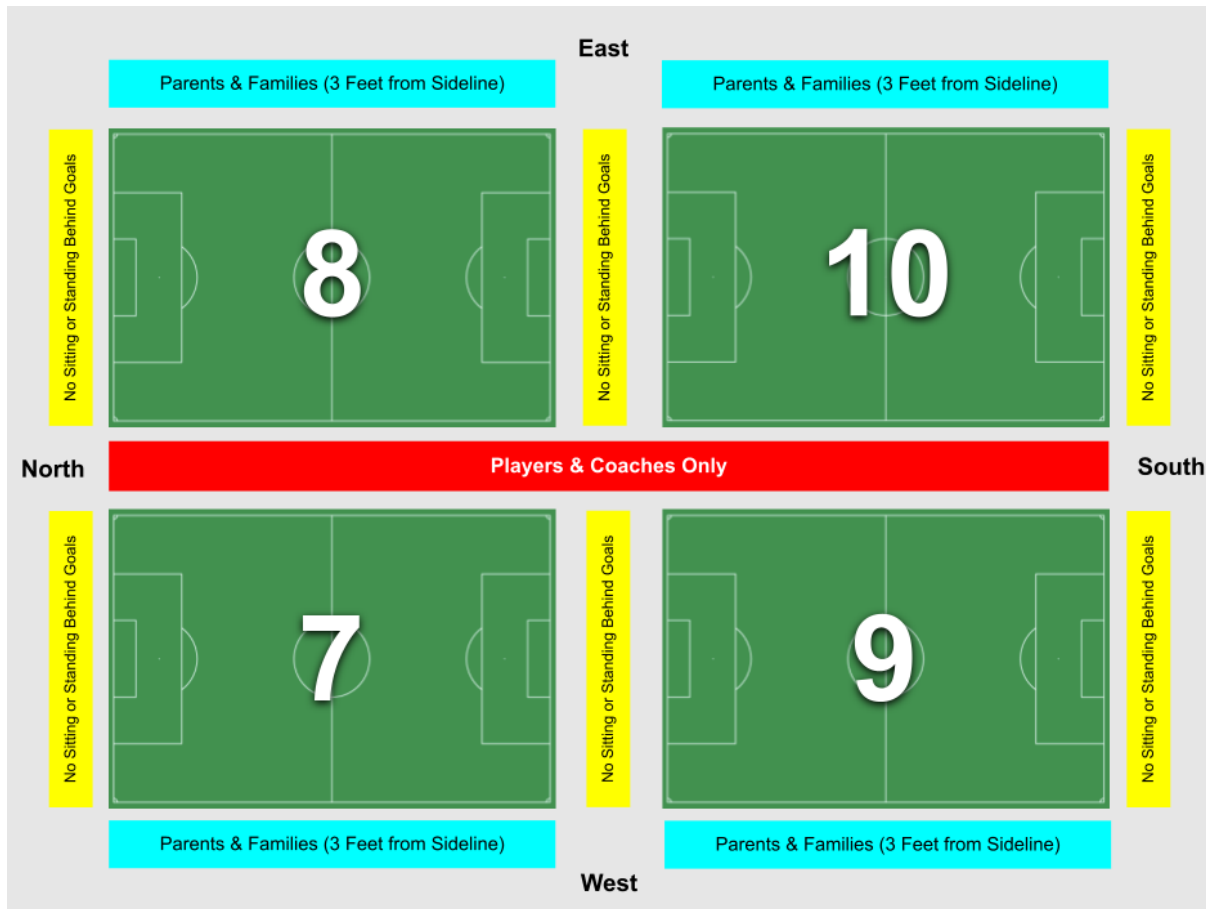 East
Parents & Families (3 Feet from Sideline)
Parents & Families (3 Feet from Sideline)
No Sitting or Standing Behind Goals
8
No Sitting or Standing Behind Goals
10
No Sitting or Standing Behind Goals
North
Players & Coaches Only
South
No Sitting or Standing Behind Goals
7
No Sitting or Standing Behind Goals
9
No Sitting or Standing Behind Goals
Parents & Families (3 Feet from Sideline)
Parents & Families (3 Feet from Sideline)
West